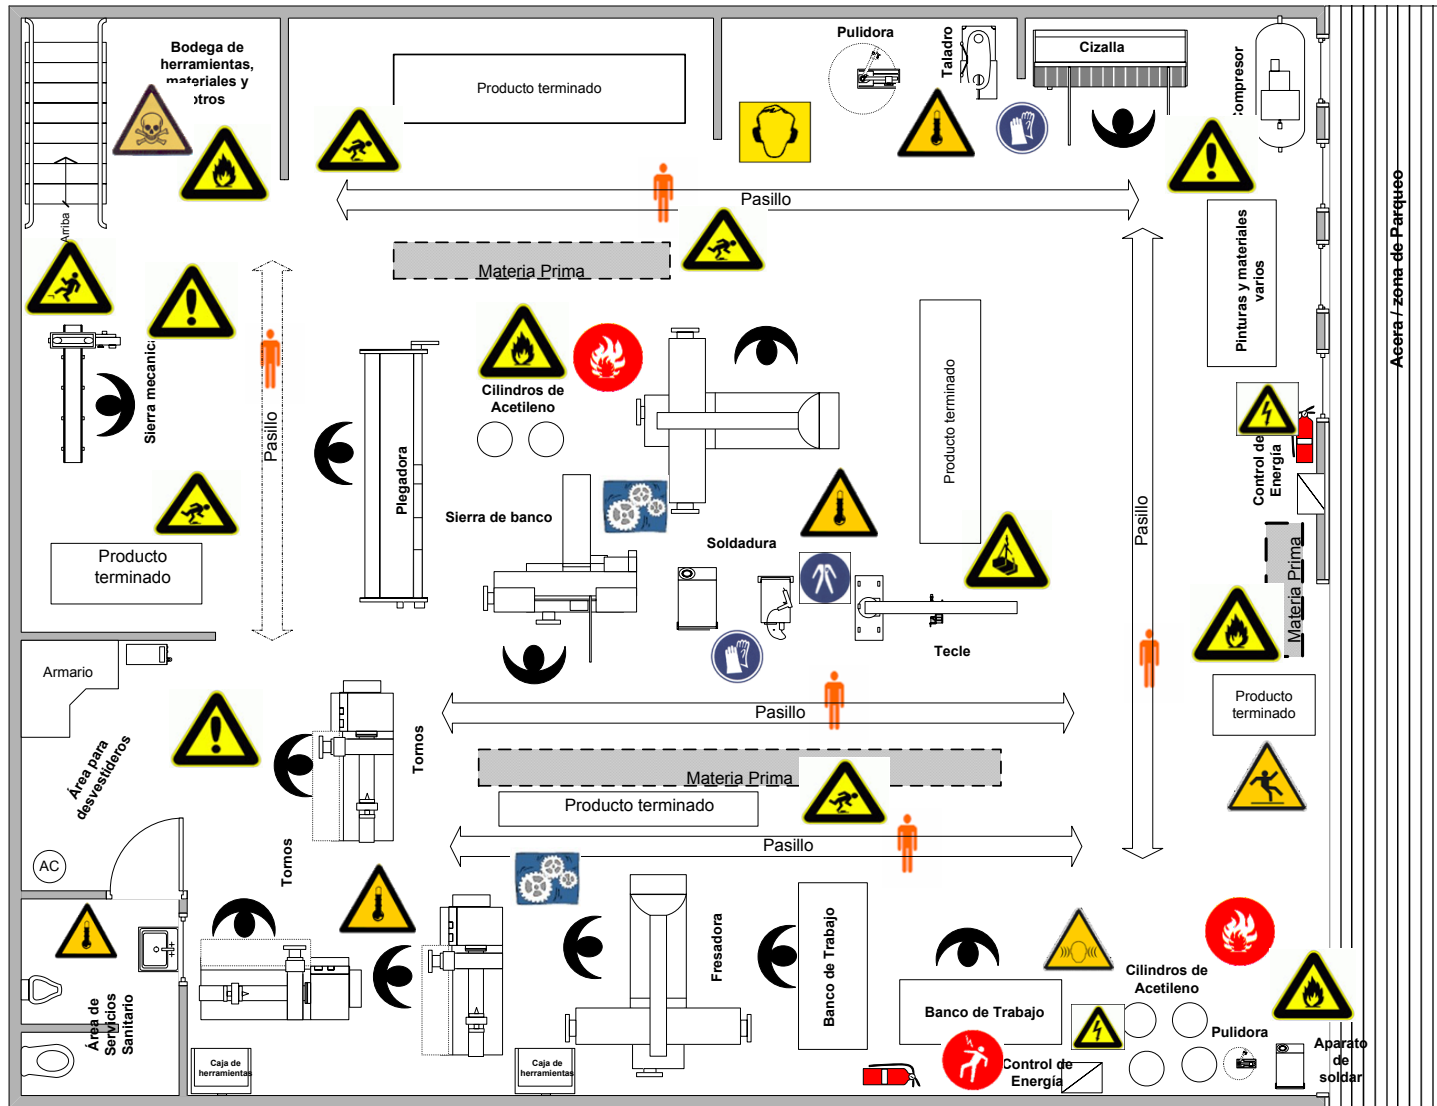 Bodega de
herramientas,
materiales y
otros
Producto terminado
Pulidora
Taladro
Cizalla
Compresor
Arriba
Pasillo
Materia Prima
Pinturas y materiales
varios
Acera / zona de Parqueo
Sierra mecanica
Pasillo
Plegadora
Cilindros de
Acetileno
Producto terminado
Control de
Energía
Pasillo
Sierra de banco
Soldadura
Producto
terminado
Materia Prima
Tecle
Armario
Producto
terminado
Pasillo
Tornos
Área para
desvestideros
Materia Prima
Producto terminado
Pasillo
Tornos
AC
Fresadora
Banco de Trabajo
Banco de Trabajo
Cilindros de
Acetileno
Área de
Servicios
Sanitario
Pulidora
Aparato
de
soldar
Caja de
herramientas
Caja de
herramientas
Control de
Energía